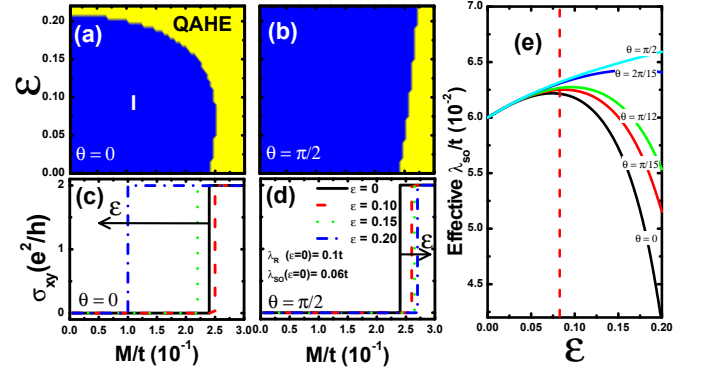 QAHE
(a)
(b)
(e)
I
ε
θ = 0
θ = π/2
0.20
0.15
0.10
0.05
0.00
(c)
(d)
ε
ε
ε = 0
ε = 0.10
ε = 0.15
ε = 0.20
λR (ε=0)= 0.1t
λSO(ε=0)= 0.06t
θ = 0
θ = π/2
σxy(e²/h)
2
1
0
0.0 0.5 1.0 1.5 2.0 2.5 3.0
0.0 0.5 1.0 1.5 2.0 2.5 3.0
M/t (10⁻¹)
M/t (10⁻¹)
Effective λso/t (10⁻²)
7.0
6.5
6.0
5.5
5.0
4.5
θ = π/2
θ = 2π/15
θ = π/12
θ = π/15
θ = 0
0.00 0.05 0.10 0.15 0.20
ε